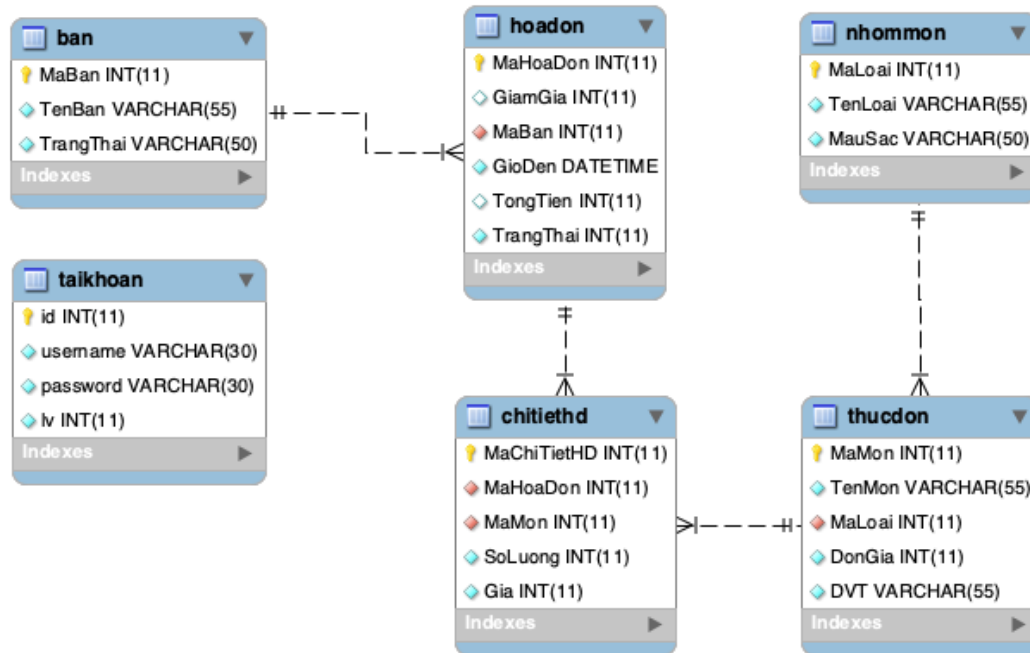 ban
MaBan INT(11)
TenBan VARCHAR(55)
TrangThai VARCHAR(50)
Indexes
hoadon
MaHoaDon INT(11)
GiamGia INT(11)
MaBan INT(11)
GioDen DATETIME
TongTien INT(11)
TrangThai INT(11)
Indexes
nhommon
MaLoai INT(11)
TenLoai VARCHAR(55)
MauSac VARCHAR(50)
Indexes
taikhoan
id INT(11)
username VARCHAR(30)
password VARCHAR(30)
lv INT(11)
Indexes
chitiethd
MaChiTietHD INT(11)
MaHoaDon INT(11)
MaMon INT(11)
SoLuong INT(11)
Gia INT(11)
Indexes
thucdon
MaMon INT(11)
TenMon VARCHAR(55)
MaLoai INT(11)
DonGia INT(11)
DVT VARCHAR(55)
Indexes